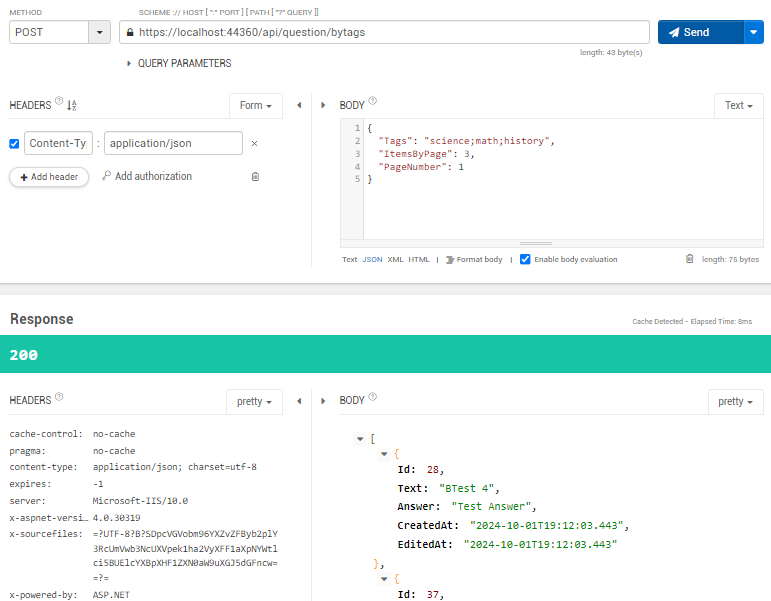 METHOD
SCHEME :// HOST [ ":" PORT ] [ PATH [ "?" QUERY ]]
POST
https://localhost:44360/api/question/bytags
Send
length: 43 byte(s)
QUERY PARAMETERS
HEADERS
Form
Content-Ty
:
application/json
Add header
Add authorization
BODY
Text
1 {
2 "Tags": "science;math;history",
3 "ItemsByPage": 3,
4 "PageNumber": 1
5 }
Text JSON XML HTML | Format body | Enable body evaluation
length: 75 bytes
Response
Cache Detected - Elapsed Time: 8ms
200
HEADERS
pretty
cache-control: no-cache
pragma: no-cache
content-type: application/json; charset=utf-8
expires: -1
server: Microsoft-IIS/10.0
x-aspnet-versi… 4.0.30319
x-sourcefiles: =?UTF-8?B?
x-powered-by: ASP.NET
BODY
pretty
[
{
Id: 28,
Text: "BTest 4",
Answer: "Test Answer",
CreatedAt: "2024-10-01T19:12:03.443",
EditedAt: "2024-10-01T19:12:03.443"
},
{
Id: 37,